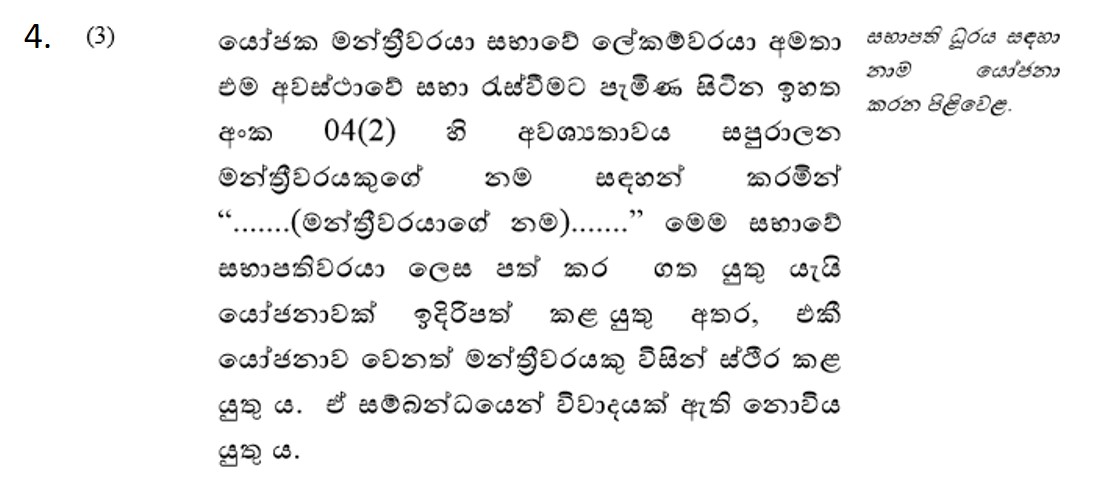 4. (3) යෝජක මන්ත්‍රීවරයා සභාවේ ලේකම්වරයා අමතා
එම අවස්ථාවේ සභා රැස්වීමට පැමිණ සිටින ඉහත
අංක 04(2) හි අවශ්‍යතාවය සපුරාලන
මන්ත්‍රීවරයකුගේ නම සඳහන් කරමින්
“.......(මන්ත්‍රීවරයාගේ නම).......” මෙම සභාවේ
සභාපතිවරයා ලෙස පත් කර ගත යුතු යැයි
යෝජනාවක් ඉදිරිපත් කළ යුතු අතර, එකී
යෝජනාව වෙනත් මන්ත්‍රීවරයකු විසින් ස්ථීර කළ
යුතු ය. ඒ සම්බන්ධයෙන් විවාදයක් ඇති නොවිය
යුතු ය.
සභාපති ධූරය සඳහා
නාම යෝජනා
කරන පිළිවෙළ.